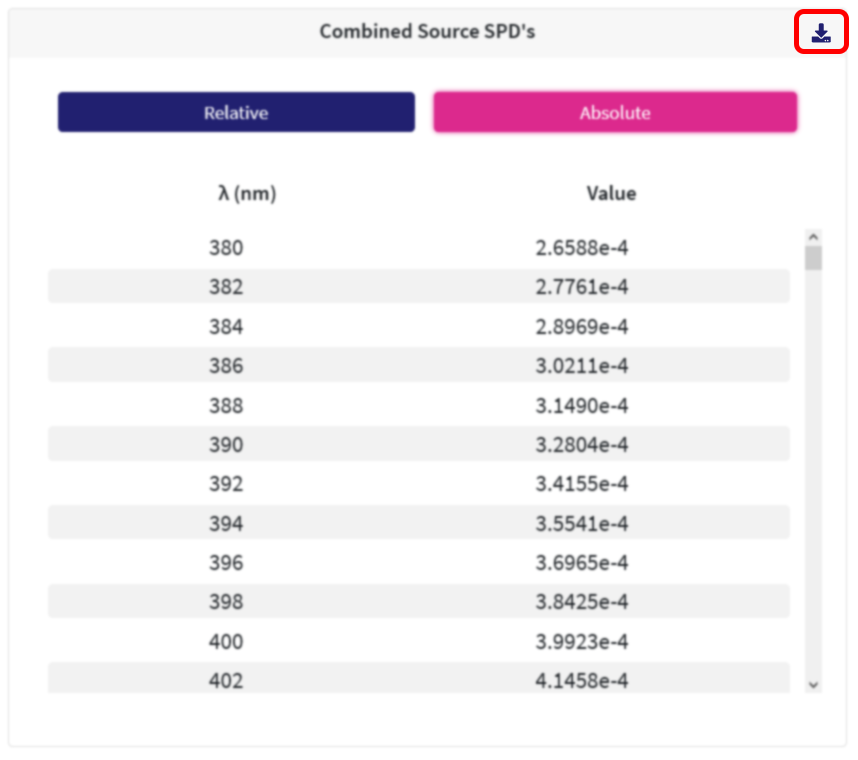 Combined Source SPD's
Relative Absolute
λ (nm) Value
380 2.6588e-4
382 2.7761e-4
384 2.8969e-4
386 3.0211e-4
388 3.1490e-4
390 3.2804e-4
392 3.4155e-4
394 3.5541e-4
396 3.6965e-4
398 3.8425e-4
400 3.9923e-4
402 4.1458e-4